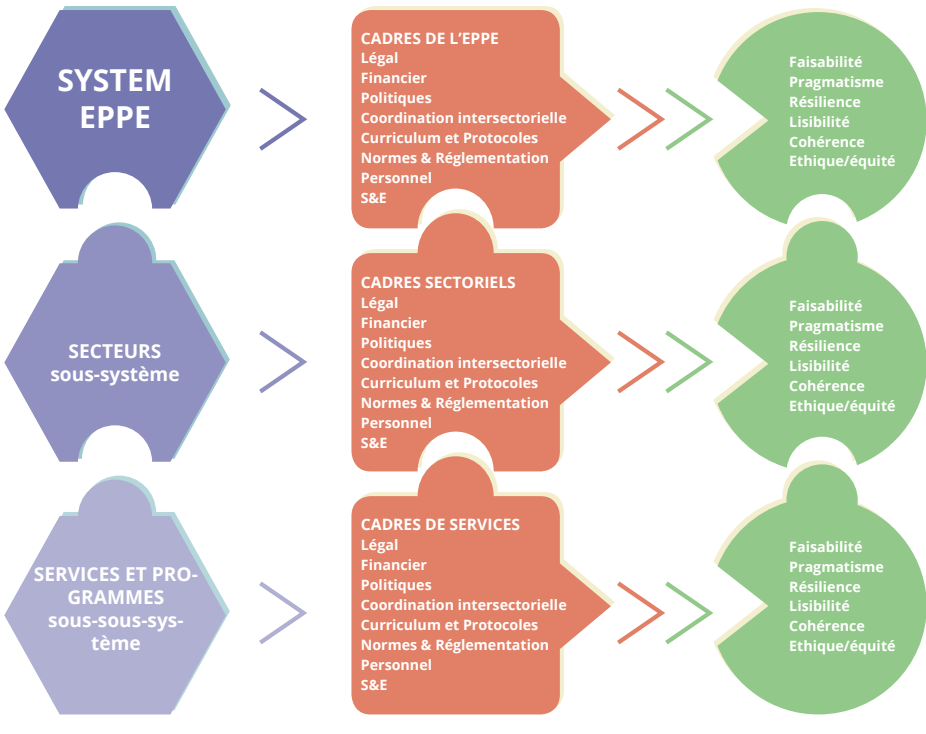 SYSTEM
EPPE
CADRES DE L'EPPE
Légal
Financier
Politiques
Coordination intersectorielle
Curriculum et Protocoles
Normes & Réglementation
Personnel
S&E
Faisabilité
Pragmatisme
Résilience
Lisibilité
Cohérence
Ethique/équité
SECTEURS
sous-système
CADRES SECTORIELS
Légal
Financier
Politiques
Coordination intersectorielle
Curriculum et Protocoles
Normes & Réglementation
Personnel
S&E
Faisabilité
Pragmatisme
Résilience
Lisibilité
Cohérence
Ethique/équité
SERVICES ET PRO-
GRAMMES
sous-sous-sys-
tème
CADRES DE SERVICES
Légal
Financier
Politiques
Coordination intersectorielle
Curriculum et Protocoles
Normes & Réglementation
Personnel
S&E
Faisabilité
Pragmatisme
Résilience
Lisibilité
Cohérence
Ethique/équité